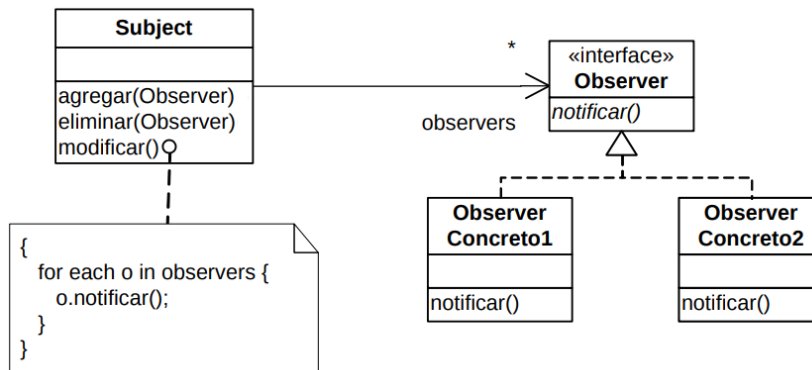 Subject
agregar(Observer)
eliminar(Observer)
modificar()
*
observers
«interface»
Observer
notificar()
{
for each o in observers {
o.notificar();
}
}
Observer
Concreto1
notificar()
Observer
Concreto2
notificar()